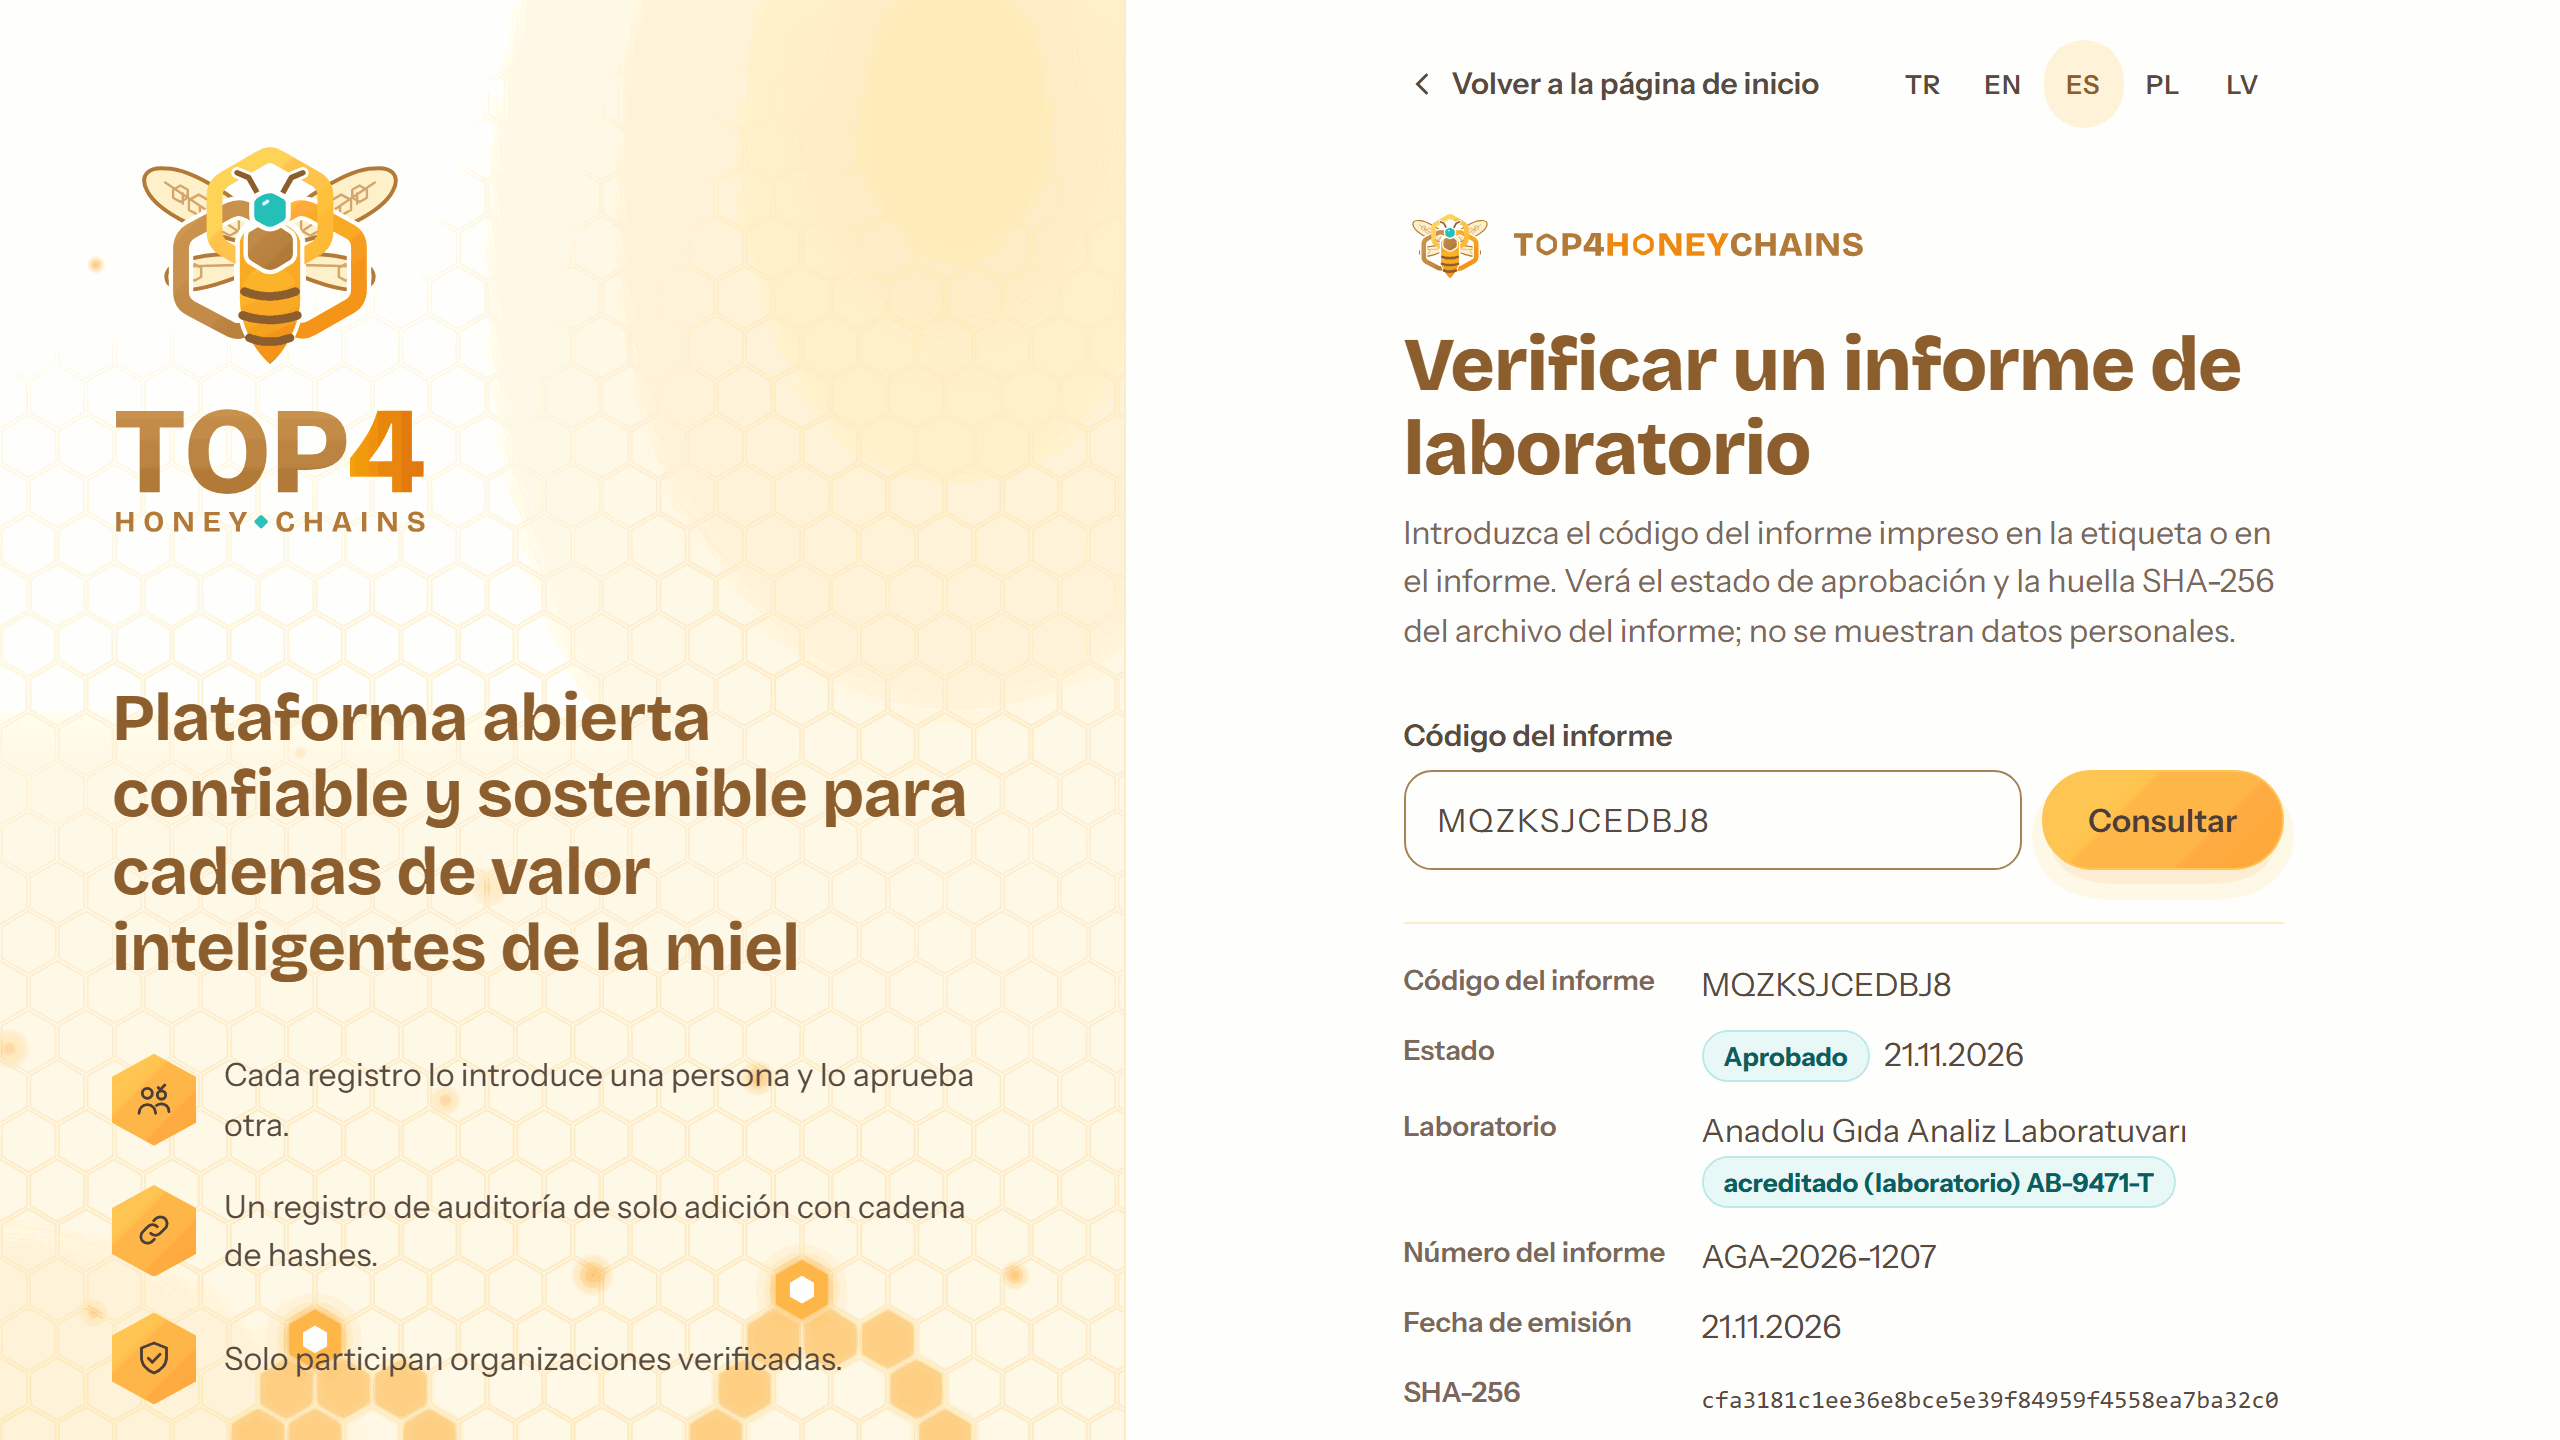 TOP4
HONEY CHAINS
Plataforma abierta
confiable y sostenible para
cadenas de valor
inteligentes de la miel
Cada registro lo introduce una persona y lo aprueba
otra.
Un registro de auditoría de solo adición con cadena
de hashes.
Solo participan organizaciones verificadas.
Volver a la página de inicio
TR EN ES PL LV
TOP4HONEYCHAINS
Verificar un informe de
laboratorio
Introduzca el código del informe impreso en la etiqueta o en
el informe. Verá el estado de aprobación y la huella SHA-256
del archivo del informe; no se muestran datos personales.
Código del informe
MQZKSJCEDBJ8
Consultar
Código del informe MQZKSJCEDBJ8
Estado Aprobado 21.11.2026
Laboratorio Anadolu Gıda Analiz Laboratuvarı
acreditado (laboratorio) AB-9471-T
Número del informe AGA-2026-1207
Fecha de emisión 21.11.2026
SHA-256 cfa3181c1ee36e8bce5e39f84959f4558ea7ba32c0